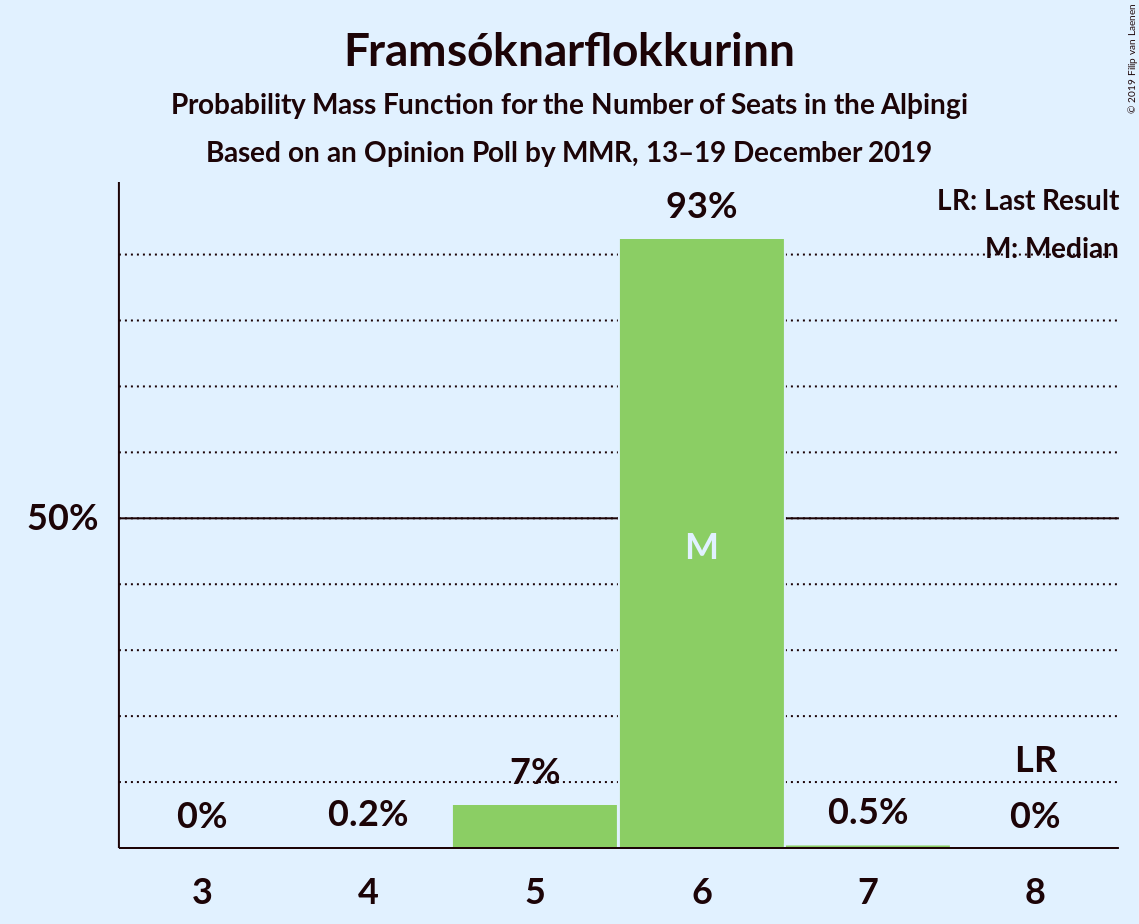 Framsóknarflokkurinn
Probability Mass Function for the Number of Seats in the Alþingi
Based on an Opinion Poll by MMR, 13–19 December 2019
© 2019 Filip van Laenen
LR: Last Result
M: Median
93%
50%
M
7%
LR
0%
0.2%
0.5%
0%
3
4
5
6
7
8